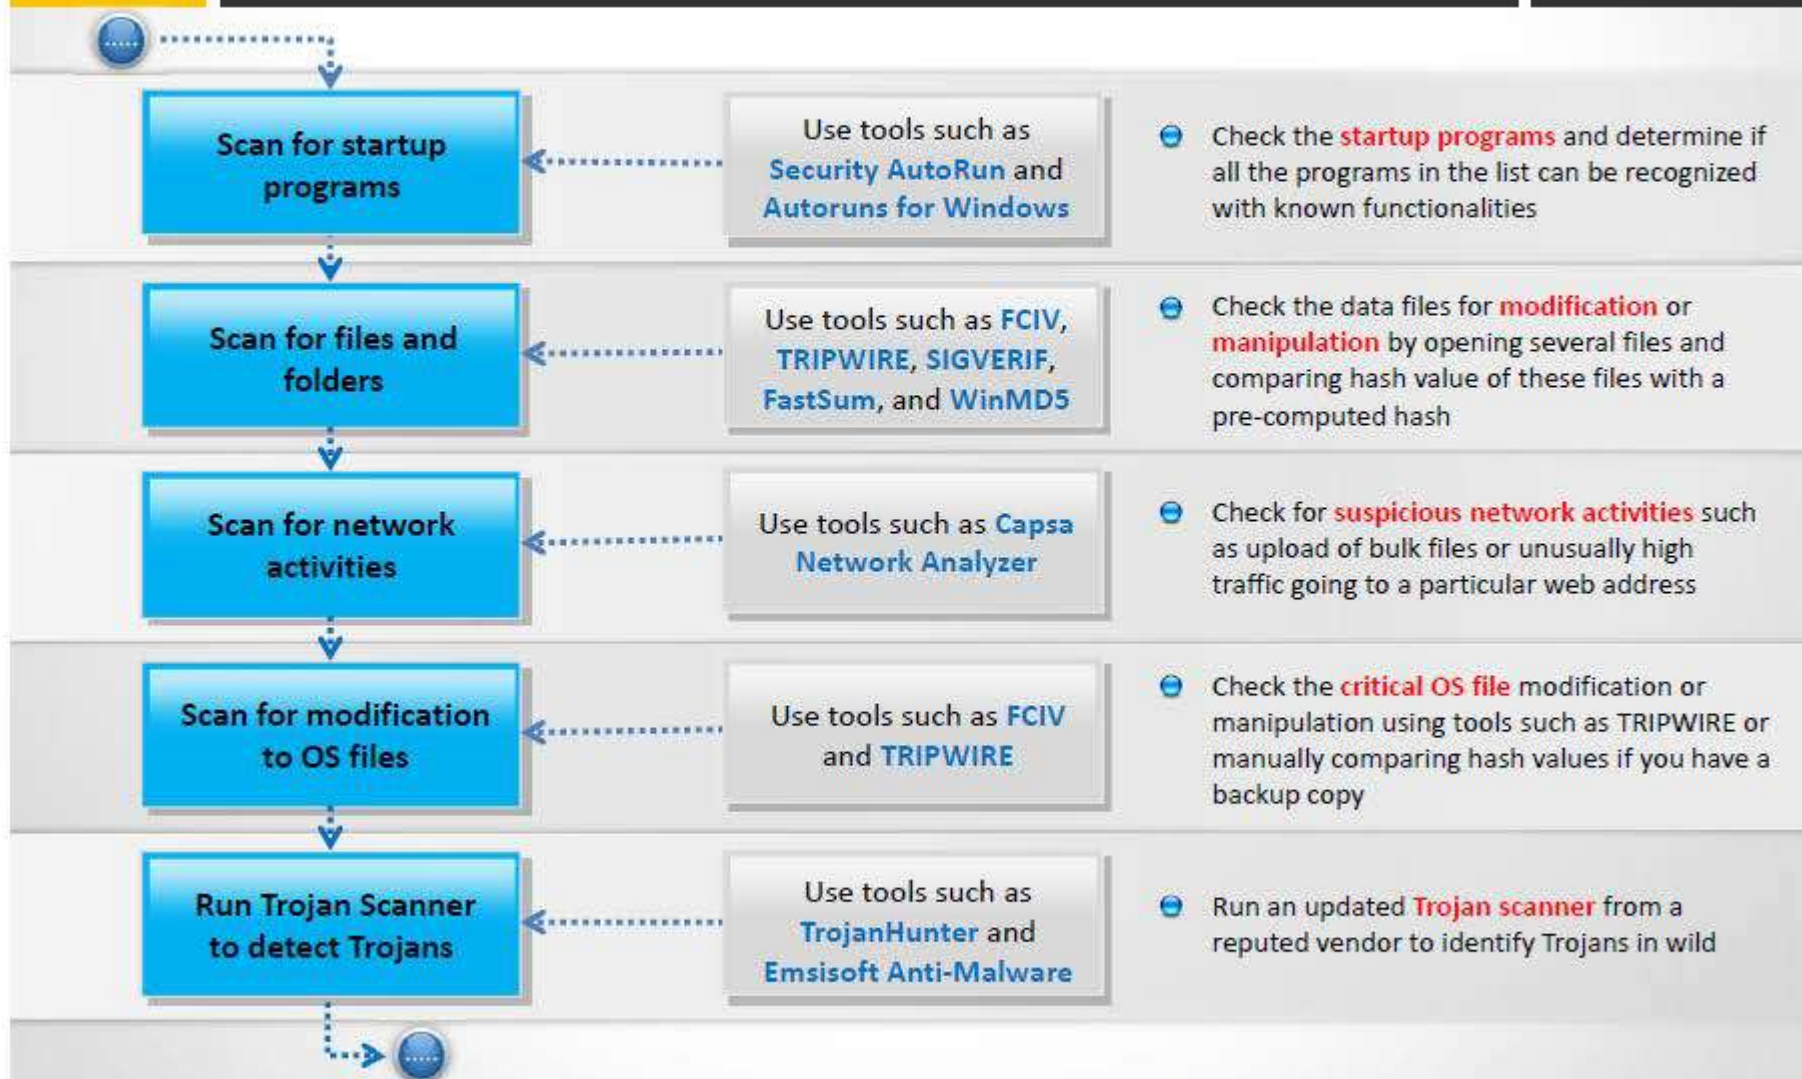 Scan for startup
programs
Use tools such as
Security AutoRun and
Autoruns for Windows
Check the startup programs and determine if
all the programs in the list can be recognized
with known functionalities
Scan for files and
folders
Use tools such as FCIV,
TRIPWIRE, SIGVERIF,
FastSum, and WinMD5
Check the data files for modification or
manipulation by opening several files and
comparing hash value of these files with a
pre-computed hash
Scan for network
activities
Use tools such as Capsa
Network Analyzer
Check for suspicious network activities such
as upload of bulk files or unusually high
traffic going to a particular web address
Scan for modification
to OS files
Use tools such as FCIV
and TRIPWIRE
Check the critical OS file modification or
manipulation using tools such as TRIPWIRE or
manually comparing hash values if you have a
backup copy
Run Trojan Scanner
to detect Trojans
Use tools such as
TrojanHunter and
Emsisoft Anti-Malware
Run an updated Trojan scanner from a
reputed vendor to identify Trojans in wild